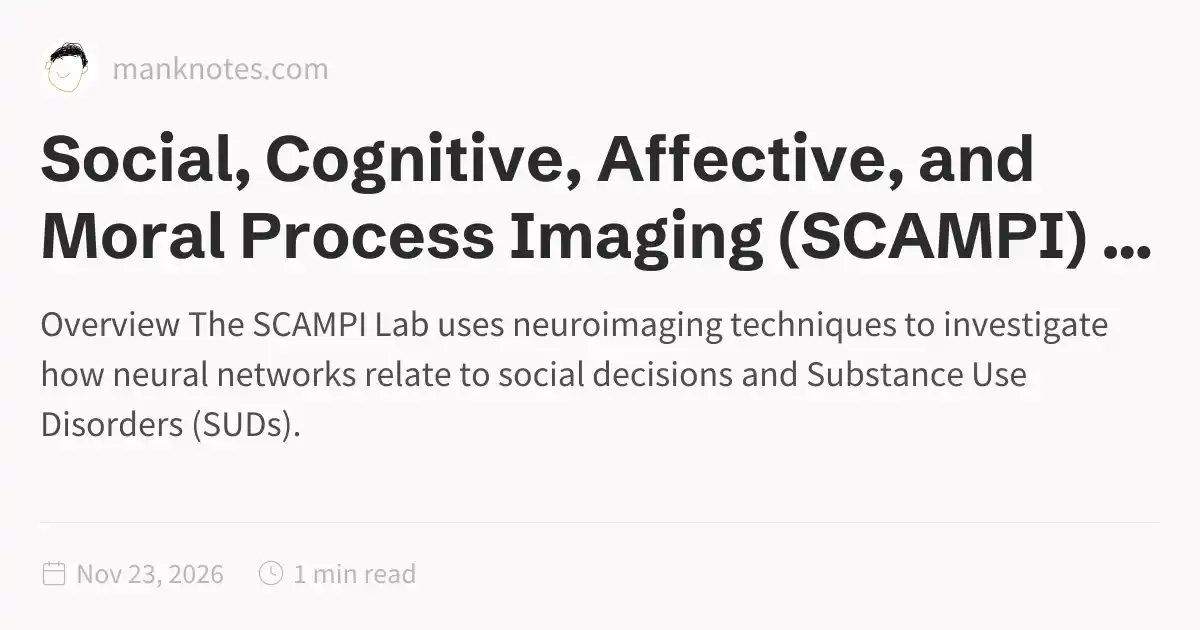 manknotes.com
Social, Cognitive, Affective, and
Moral Process Imaging (SCAMPI) ...
Overview The SCAMPI Lab uses neuroimaging techniques to investigate
how neural networks relate to social decisions and Substance Use
Disorders (SUDs).
Nov 23, 2026 1 min read